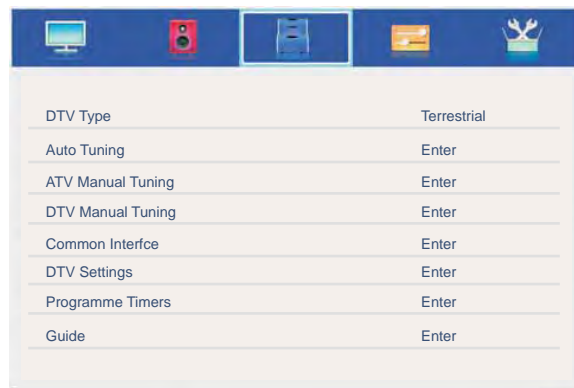 DTV Type Terrestrial
Auto Tuning Enter
ATV Manual Tuning Enter
DTV Manual Tuning Enter
Common Interfce Enter
DTV Settings Enter
Programme Timers Enter
Guide Enter